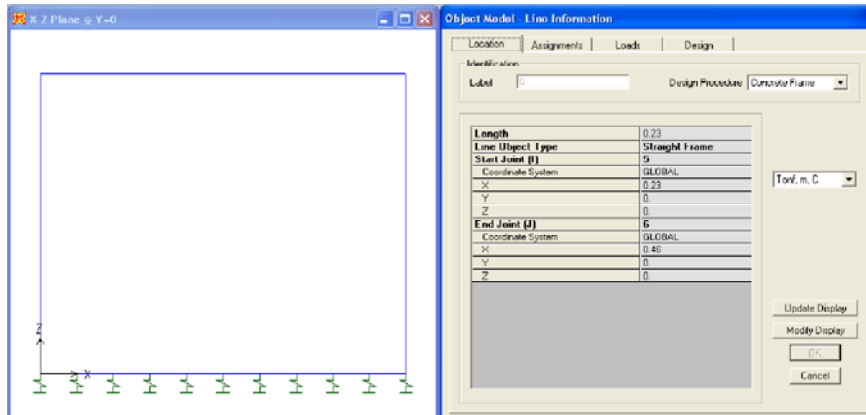 X Z Plane @ Y=0
Z
X
Object Model - Line Information
Location Assignments Loads Design
Identification
Label 6 Design Procedure Concrete Frame
Length 0.23
Line Object Type Straight Frame
Start Joint (I) 5
Coordinate System GLOBAL
X 0.23
Y 0.
Z 0.
End Joint (J) 6
Coordinate System GLOBAL
X 0.46
Y 0.
Z 0.
Tonf, m, C
Update Display
Modify Display
OK
Cancel